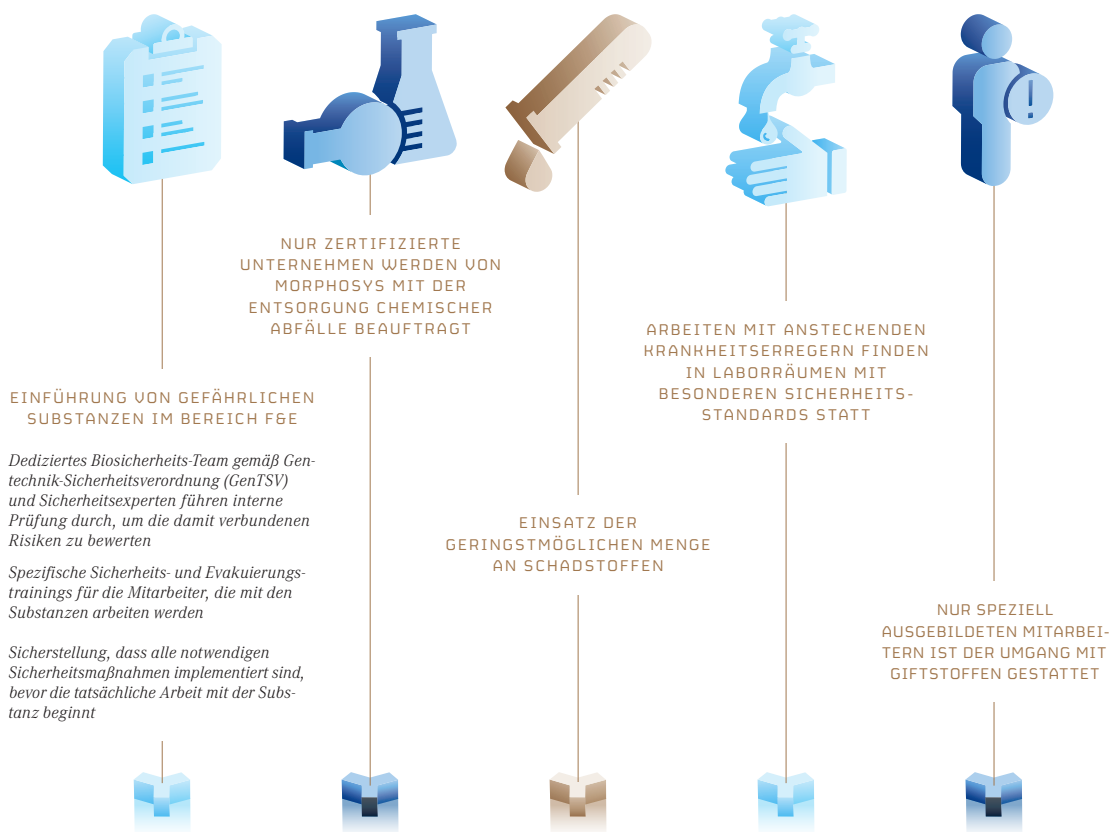 EINFÜHRUNG VON GEFÄHRLICHEN
SUBSTANZEN IM BEREICH F&E
Dediziertes Biosicherheits-Team gemäß Gen-
technik-Sicherheitsverordnung (GenTSV)
und Sicherheitsexperten führen interne
Prüfung durch, um die damit verbundenen
Risiken zu bewerten
Spezifische Sicherheits- und Evakuierungs-
trainings für die Mitarbeiter, die mit den
Substanzen arbeiten werden
Sicherstellung, dass alle notwendigen
Sicherheitsmaßnahmen implementiert sind,
bevor die tatsächliche Arbeit mit der Subs-
tanz beginnt
NUR ZERTIFIZIERTE
UNTERNEHMEN WERDEN VON
MORPHOSYS MIT DER
ENTSORGUNG CHEMISCHER
ABFÄLLE BEAUFTRAGT
EINSATZ DER
GERINGSTMÖGLICHEN MENGE
AN SCHADSTOFFEN
ARBEITEN MIT ANSTECKENDEN
KRANKHEITSERREGERN FINDEN
IN LABORRÄUMEN MIT
BESONDEREN SICHERHEITS-
STANDARDS STATT
NUR SPEZIELL
AUSGEBILDETEN MITARBEI-
TERN IST DER UMGANG MIT
GIFTSTOFFEN GESTATTET